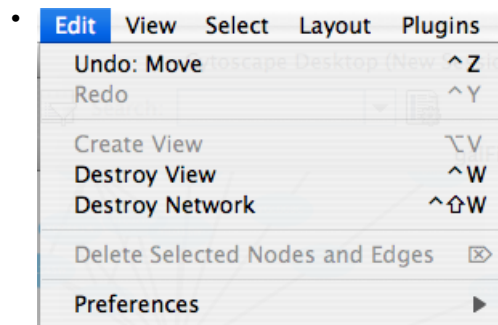 • Edit View Select Layout Plugins
Undo: Move ^Z
Redo ^Y
Create View ⌥V
Destroy View ^W
Destroy Network ^⇧W
Delete Selected Nodes and Edges ⌦
Preferences ▶